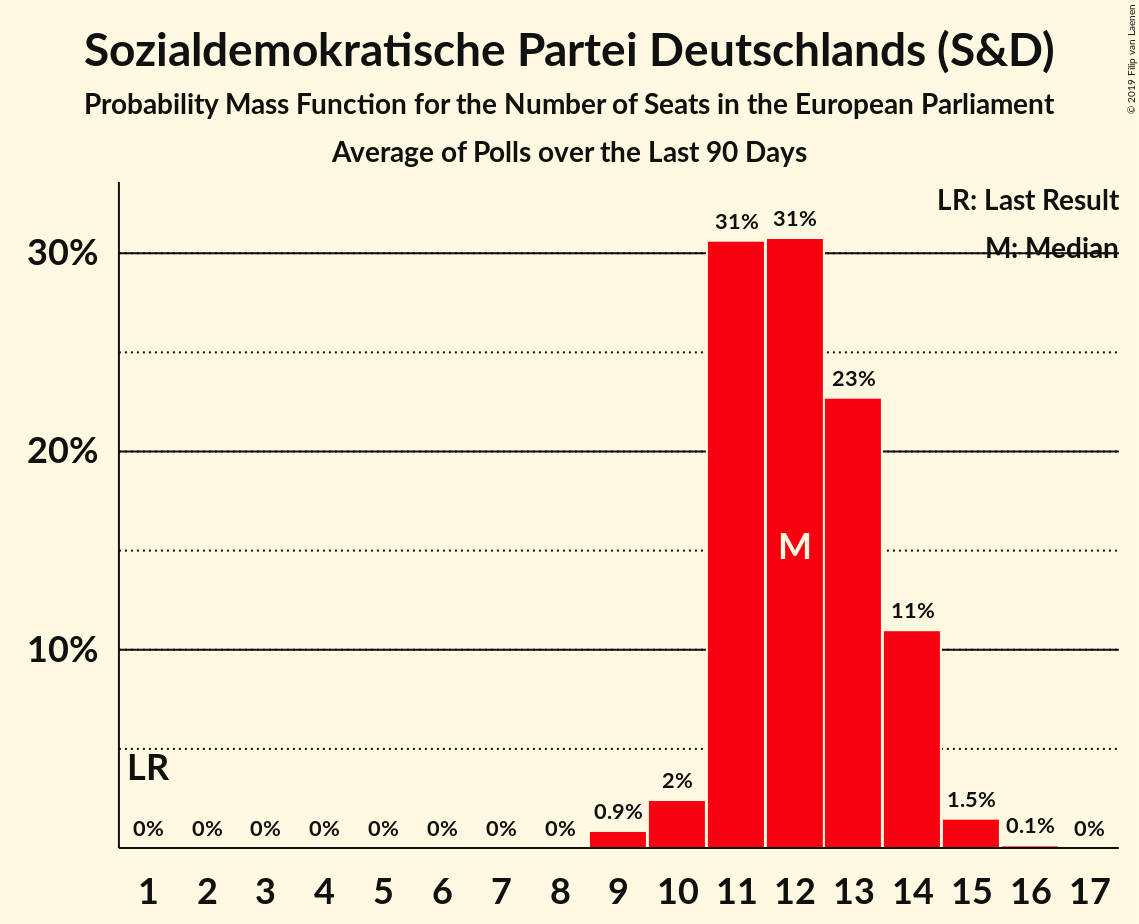 Sozialdemokratische Partei Deutschlands (S&D)
Probability Mass Function for the Number of Seats in the European Parliament
Average of Polls over the Last 90 Days
© 2019 Filip van Laenen
LR: Last Result
M: Median
30%
20%
10%
31%
31%
23%
M
11%
LR
0%
0%
0%
0%
0%
0%
0%
0%
0.9%
2%
1.5%
0.1%
0%
1 2 3 4 5 6 7 8 9 10 11 12 13 14 15 16 17